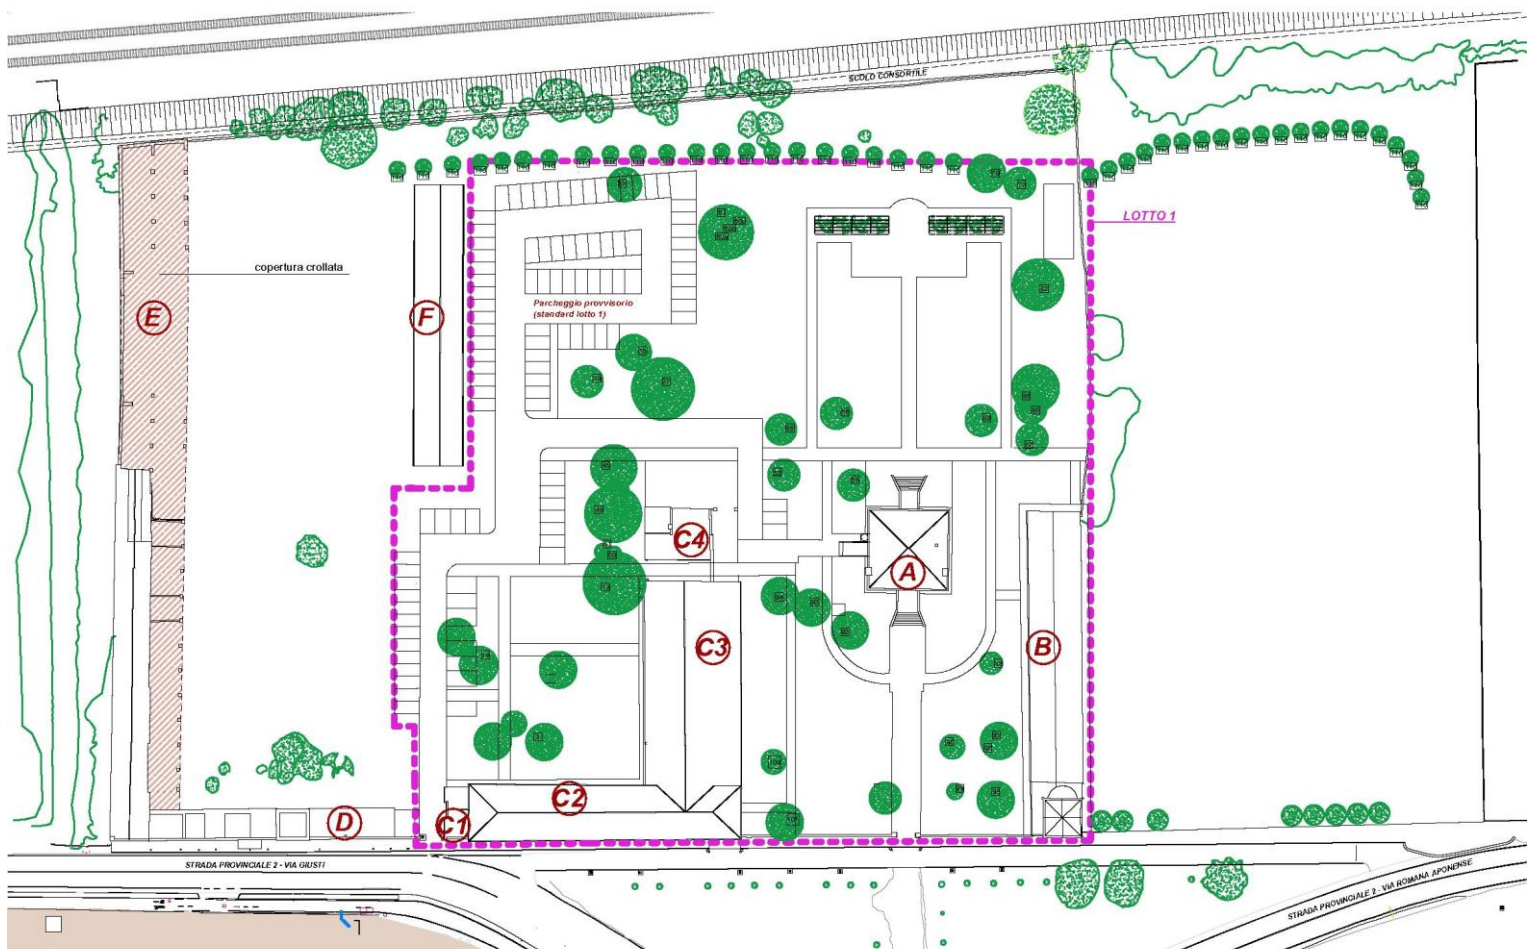 SCOLO CONSORTILE
LOTTO 1
copertura crollata
E
F
Parcheggio provvisorio
(standard lotto 1)
C4
A
C3
B
C2
D
C1
STRADA PROVINCIALE 2 - VIA GIUSTI
STRADA PROVINCIALE 2 - VIA ROMANA APONENSE